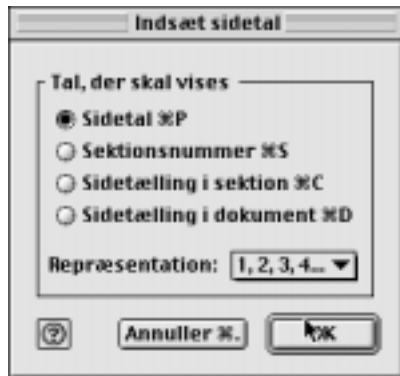 Indsæt sidetal
Tal, der skal vises
Sidetal ⌘P
Sektionsnummer ⌘S
Sidetælling i sektion ⌘C
Sidetælling i dokument ⌘D
Repræsentation: 1, 2, 3, 4...
? Annuller ⌘. OK